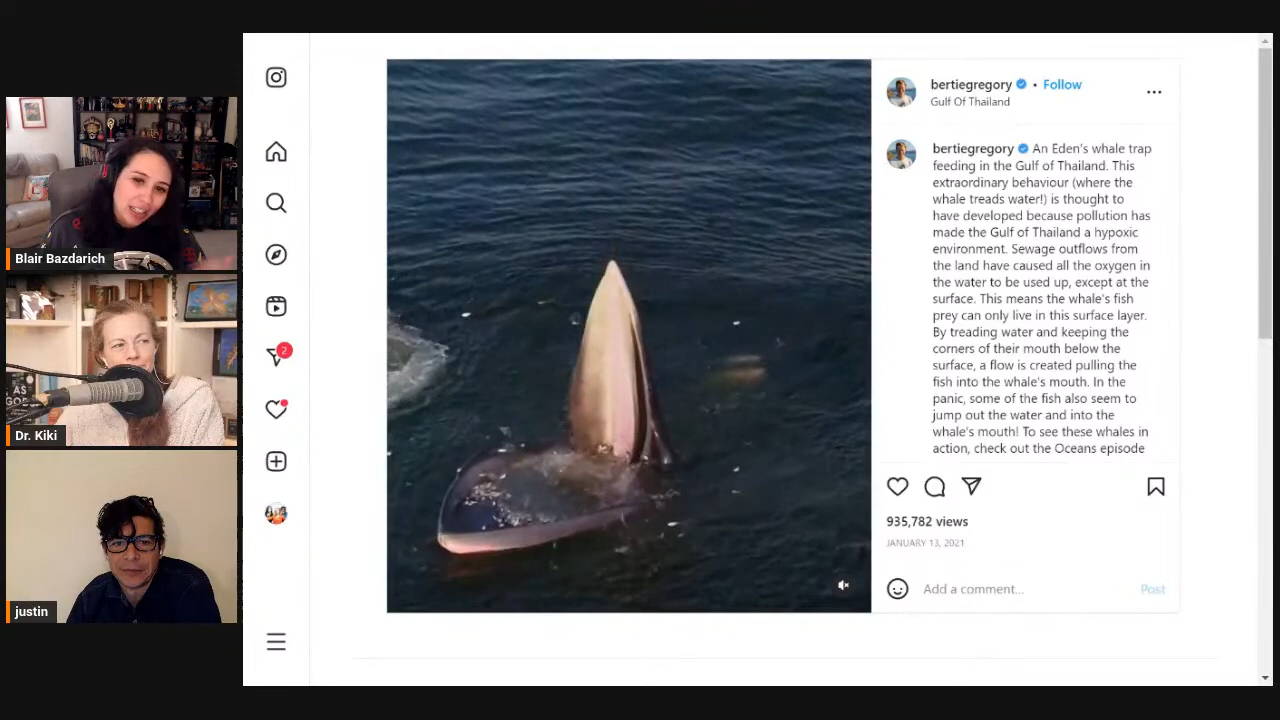 Blair Bazdarich
Dr. Kiki
justin
2
bertiegregory • Follow
Gulf Of Thailand
bertiegregory An Eden's whale trap
feeding in the Gulf of Thailand. This
extraordinary behaviour (where the
whale treads water!) is thought to
have developed because pollution has
made the Gulf of Thailand a hypoxic
environment. Sewage outflows from
the land have caused all the oxygen in
the water to be used up, except at the
surface. This means the whale's fish
prey can only live in this surface layer.
By treading water and keeping the
corners of their mouth below the
surface, a flow is created pulling the
fish into the whale's mouth. In the
panic, some of the fish also seem to
jump out the water and into the
whale's mouth! To see these whales in
action, check out the Oceans episode
935,782 views
JANUARY 13, 2021
Add a comment...
Post